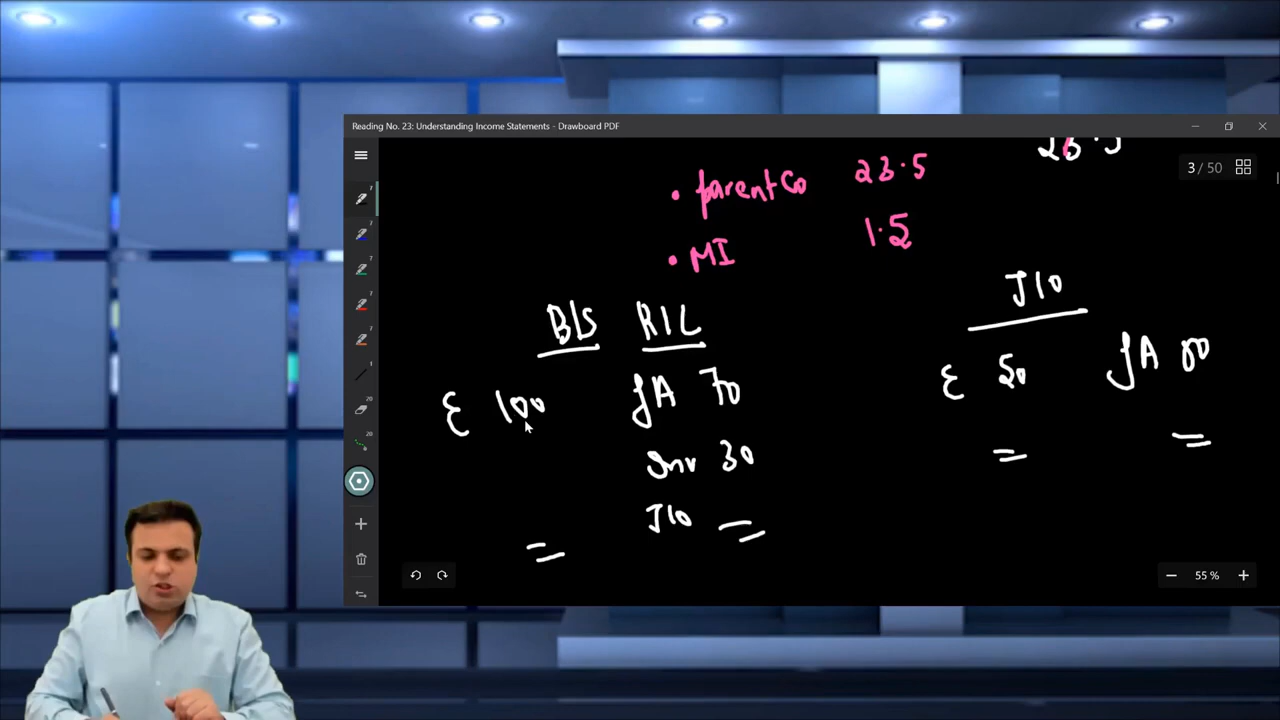 Reading No. 23: Understanding Income Statements - Drawboard PDF
3 / 50
• parentCo 23.5
• MI 1.5
B/S RIL
JIO
E 100 fA 70
E 50 fA 50
Inv 30
JIO
55 %